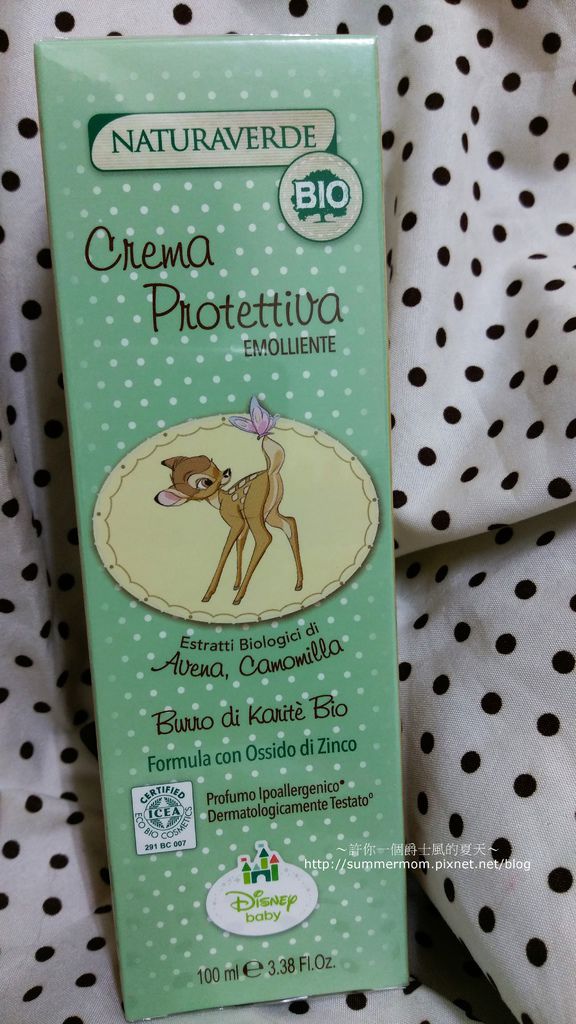 NATURAVERDE
BIO
Crema
Protettiva
EMOLLIENTE
Estratti Biologici di
Avena, Camomilla
Burro di Karitè Bio
Formula con Ossido di Zinco
CERTIFIED
ICEA
ECO BIO COSMETICS
291 BC 007
Profumo Ipoallergenico*
Dermatologicamente Testato°
～許你一個爵士風的夏天～
http://summermom.pixnet.net/blog
Disney
baby
100 ml ℮ 3.38 Fl.Oz.